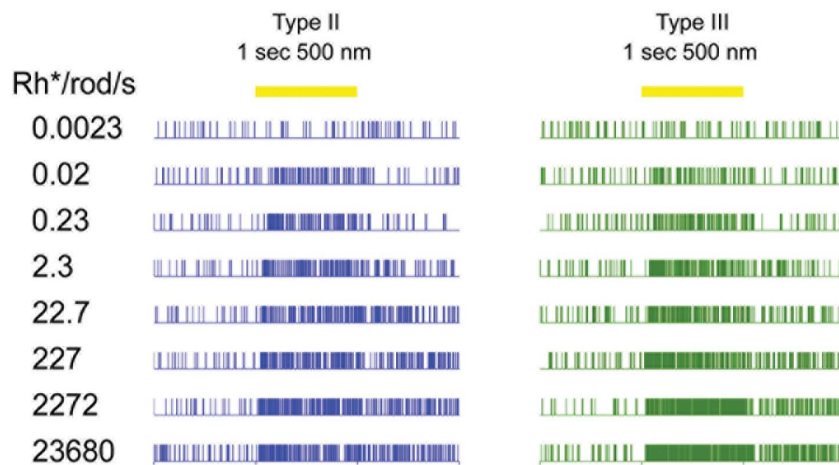 Type II
1 sec 500 nm
Type III
1 sec 500 nm
Rh*/rod/s
0.0023
0.02
0.23
2.3
22.7
227
2272
23680